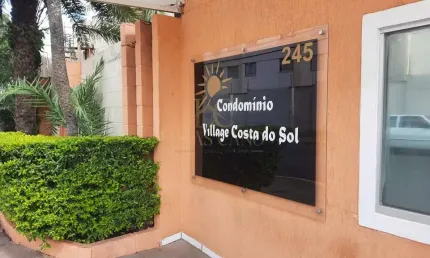 245
Condomínio
Village Costa do Sol